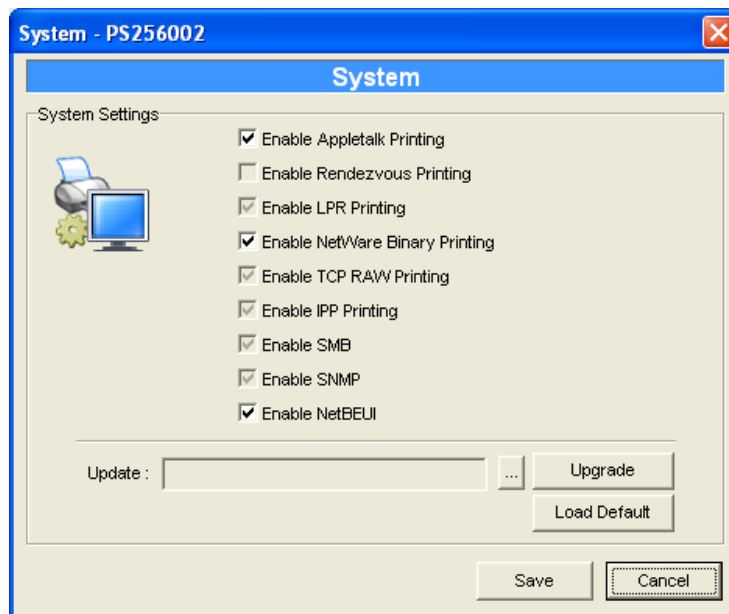 System - PS256002
System
System Settings
Enable Appletalk Printing
Enable Rendezvous Printing
Enable LPR Printing
Enable NetWare Binary Printing
Enable TCP RAW Printing
Enable IPP Printing
Enable SMB
Enable SNMP
Enable NetBEUI
Update : ... Upgrade
Load Default
Save Cancel